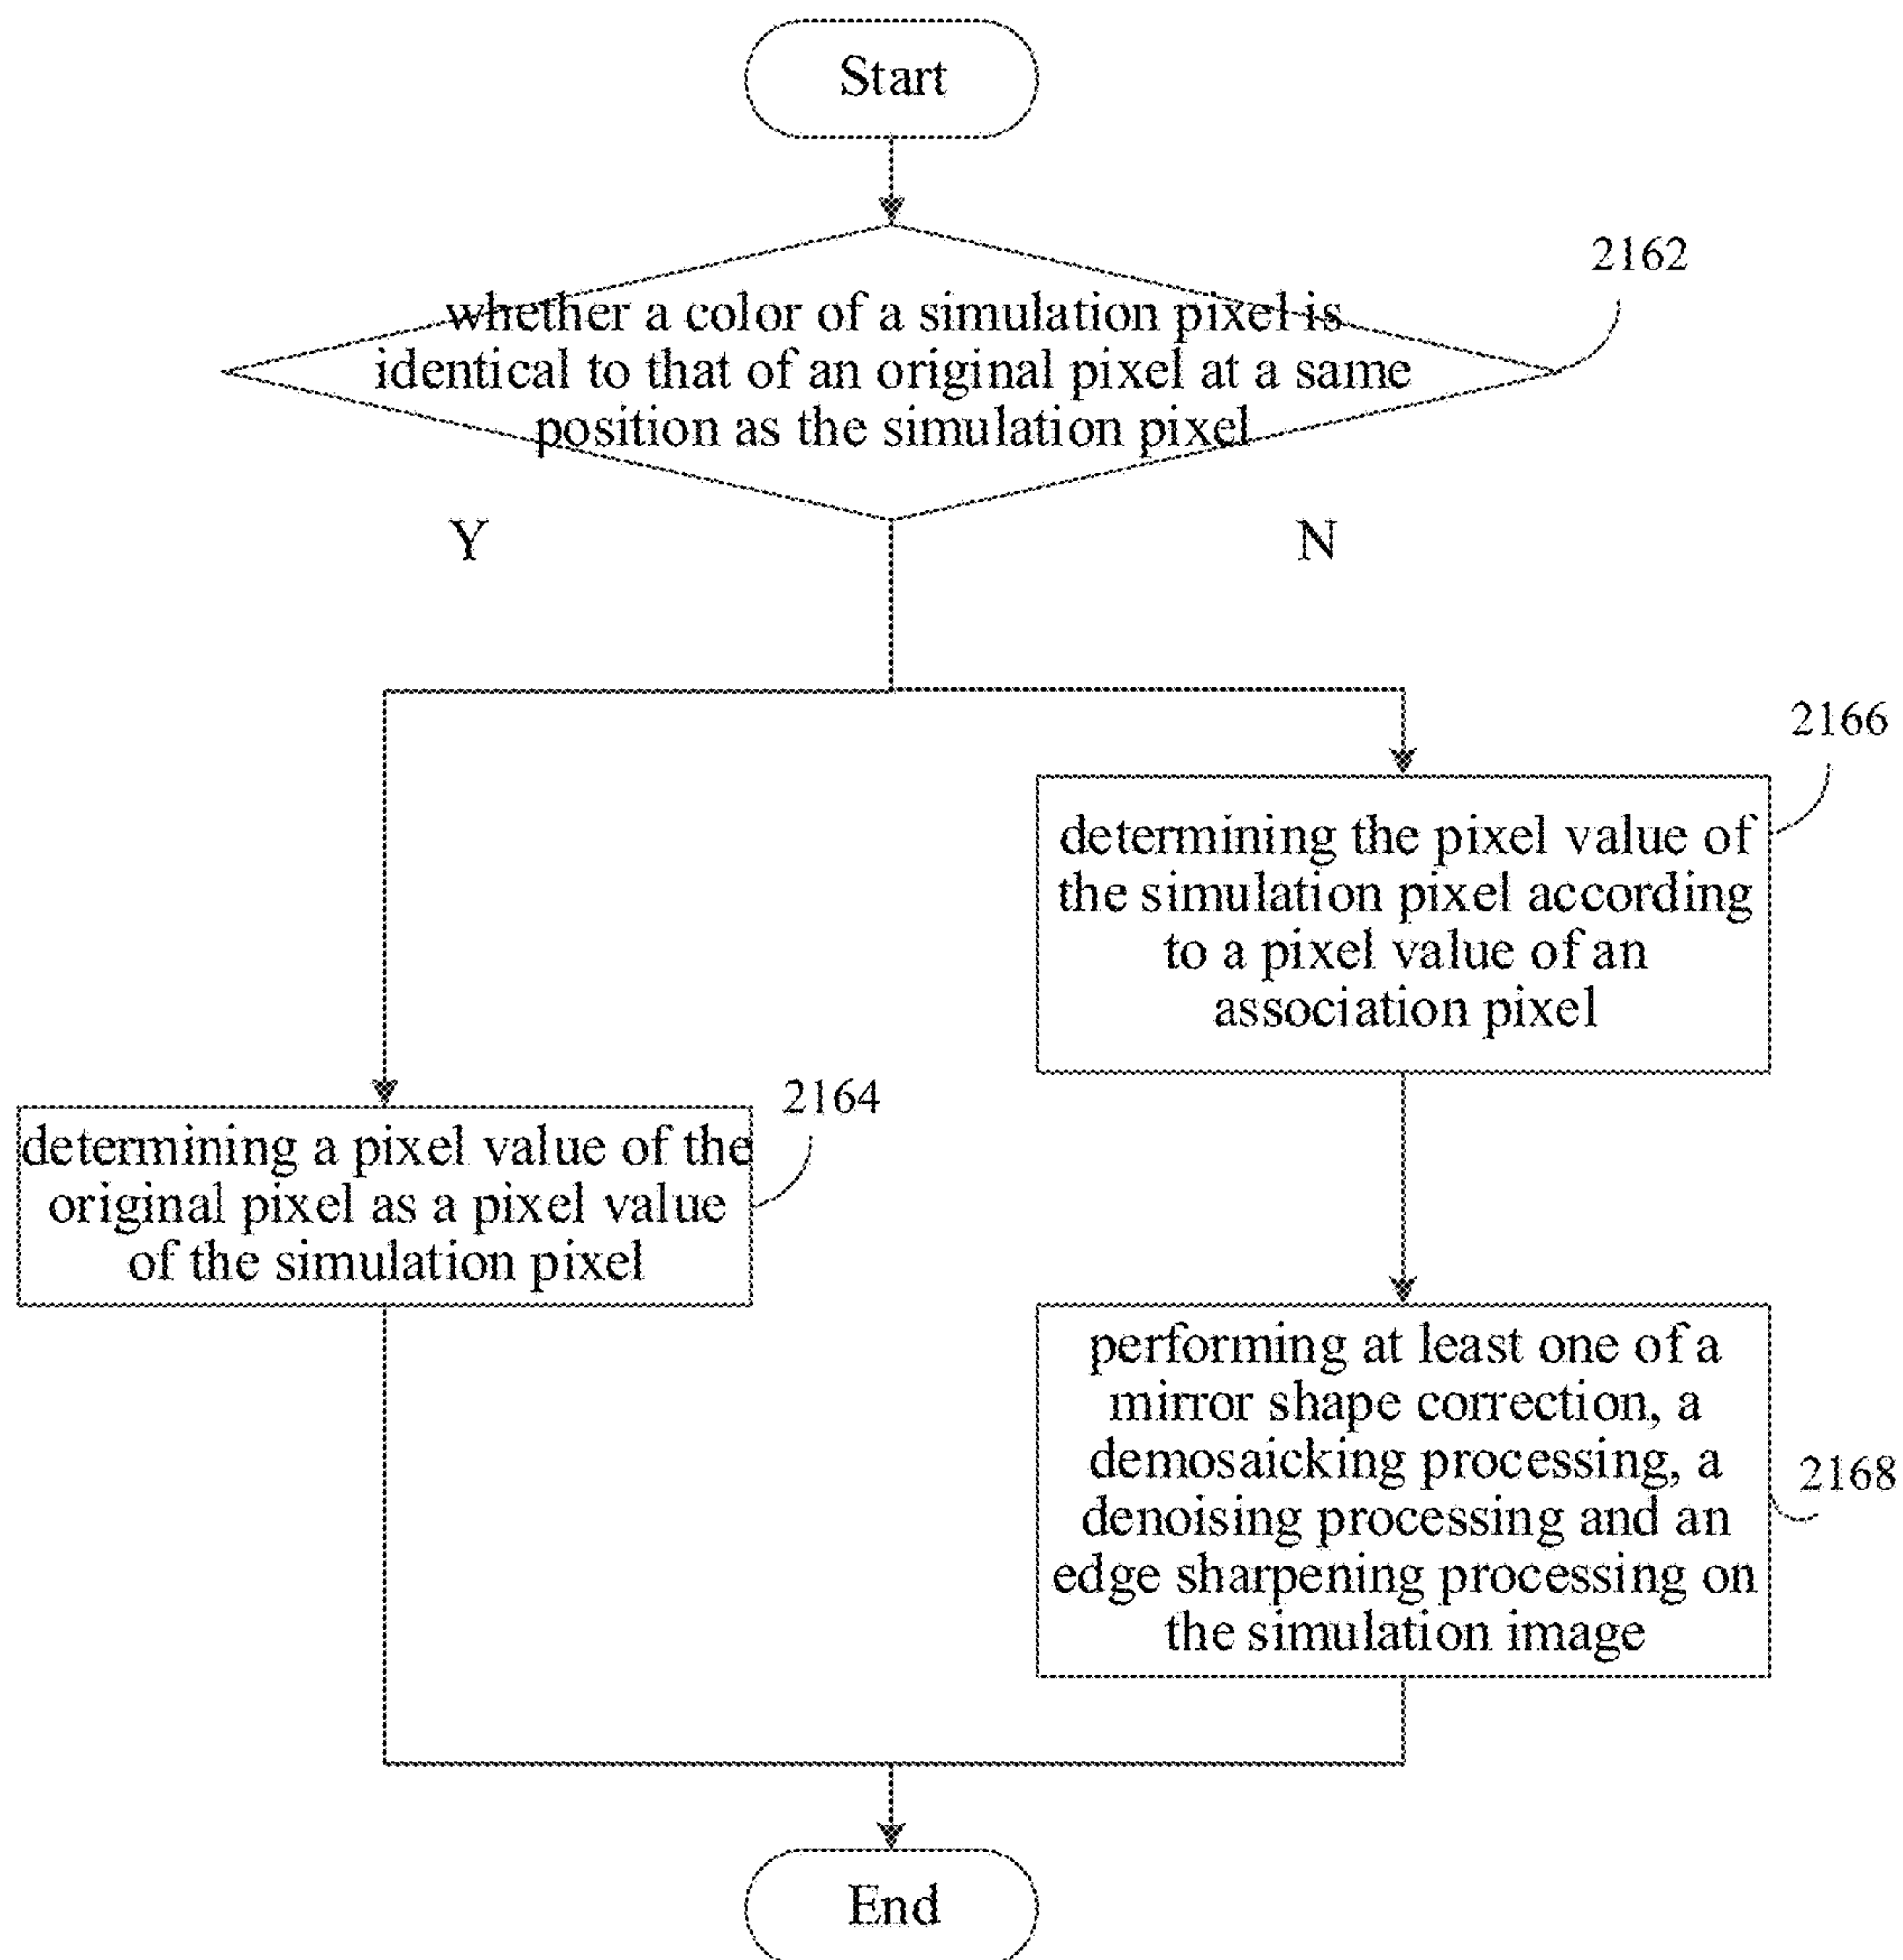 Start
2162
whether a color of a simulation pixel is
identical to that of an original pixel at a same
position as the simulation pixel
Y
N
2166
determining the pixel value of
the simulation pixel according
to a pixel value of an
association pixel
2164
determining a pixel value of the
original pixel as a pixel value
of the simulation pixel
performing at least one of a
mirror shape correction, a
demosaicking processing, a
denoising processing and an
edge sharpening processing on
the simulation image
2168
End